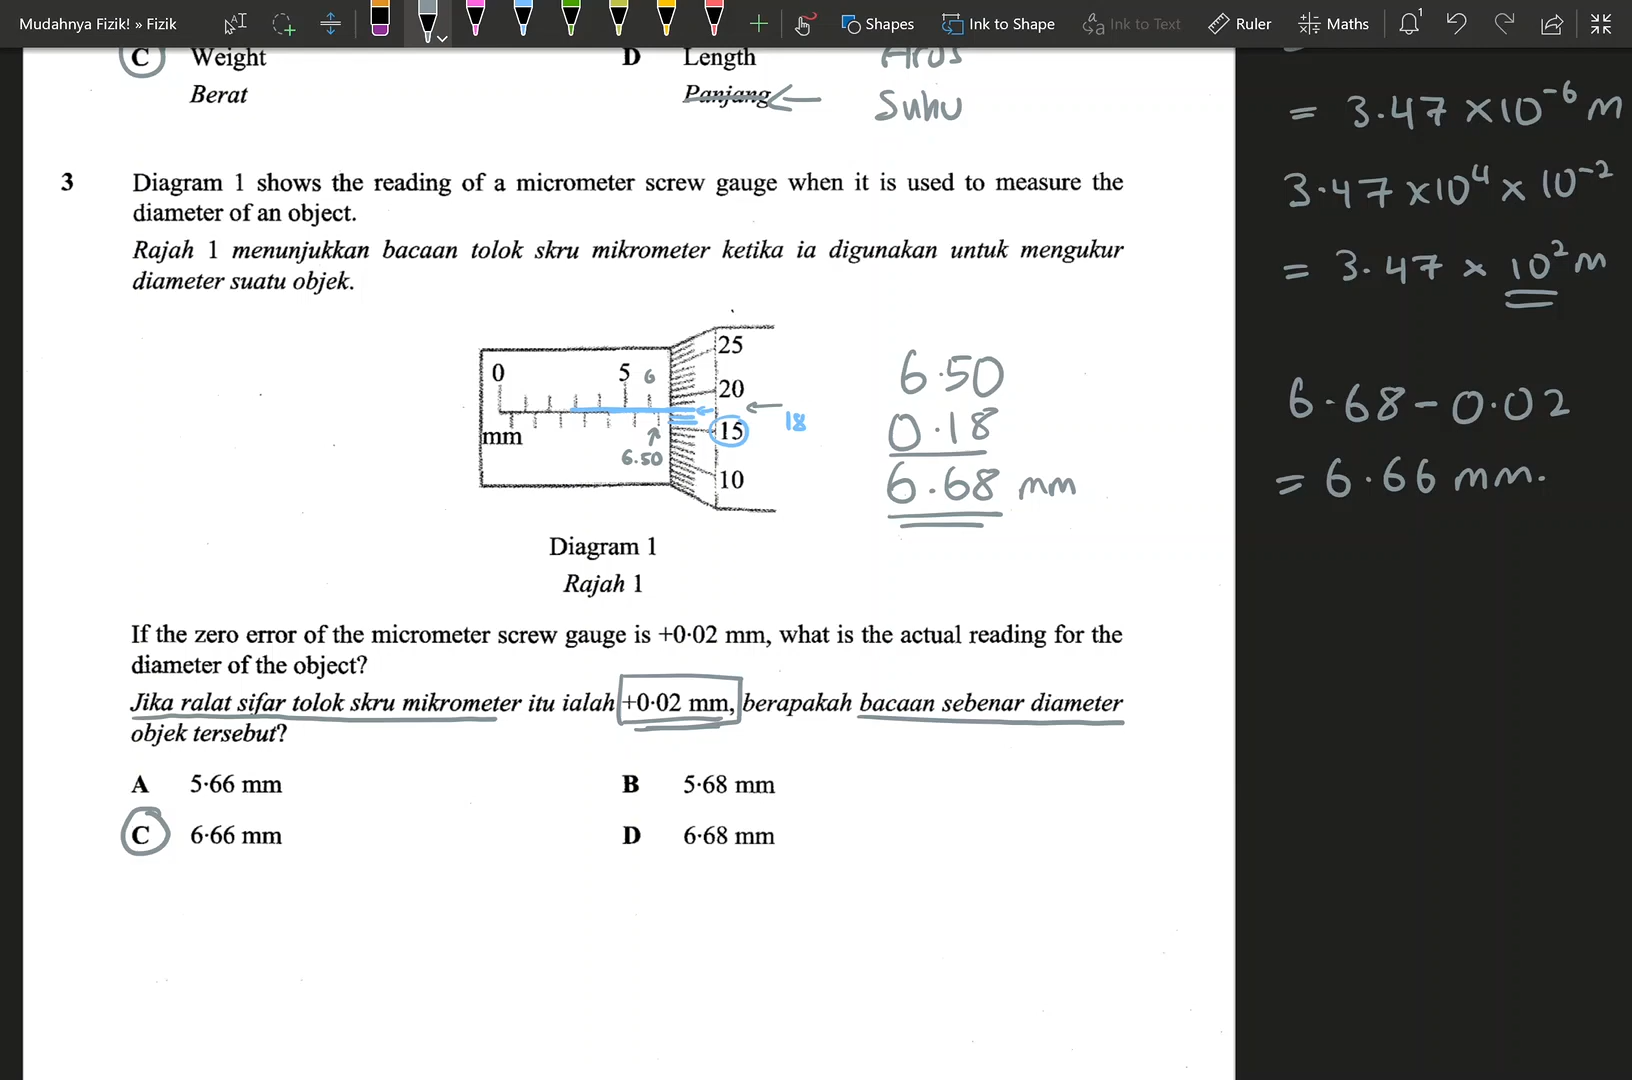 Mudahnya Fizik! » Fizik
Shapes
Ink to Shape
Ink to Text
Ruler
Maths
1
C Weight
Berat
D Length
Panjang
Arus
Suhu
3 Diagram 1 shows the reading of a micrometer screw gauge when it is used to measure the
diameter of an object.
Rajah 1 menunjukkan bacaan tolok skru mikrometer ketika ia digunakan untuk mengukur
diameter suatu objek.
0 5 6
mm
6.50
25
20
15
10
18
6.50
0.18
6.68 mm
Diagram 1
Rajah 1
If the zero error of the micrometer screw gauge is +0·02 mm, what is the actual reading for the
diameter of the object?
Jika ralat sifar tolok skru mikrometer itu ialah +0·02 mm, berapakah bacaan sebenar diameter
objek tersebut?
A 5·66 mm B 5·68 mm
C 6·66 mm D 6·68 mm
= 3.47 ×10⁻⁶ m
3.47 ×10⁴ × 10⁻²
= 3.47 × 10² m
6.68 - 0.02
= 6.66 mm.